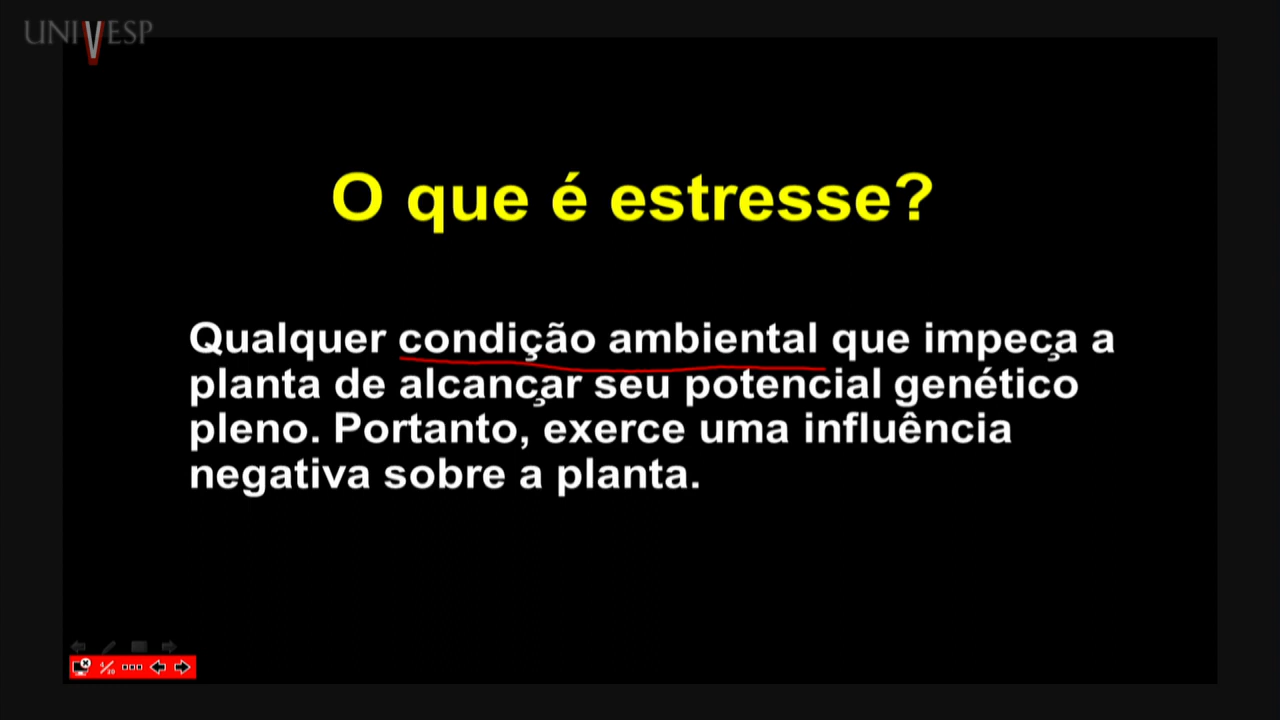 UNIVESP
O que é estresse?
Qualquer condição ambiental que impeça a
planta de alcançar seu potencial genético
pleno. Portanto, exerce uma influência
negativa sobre a planta.